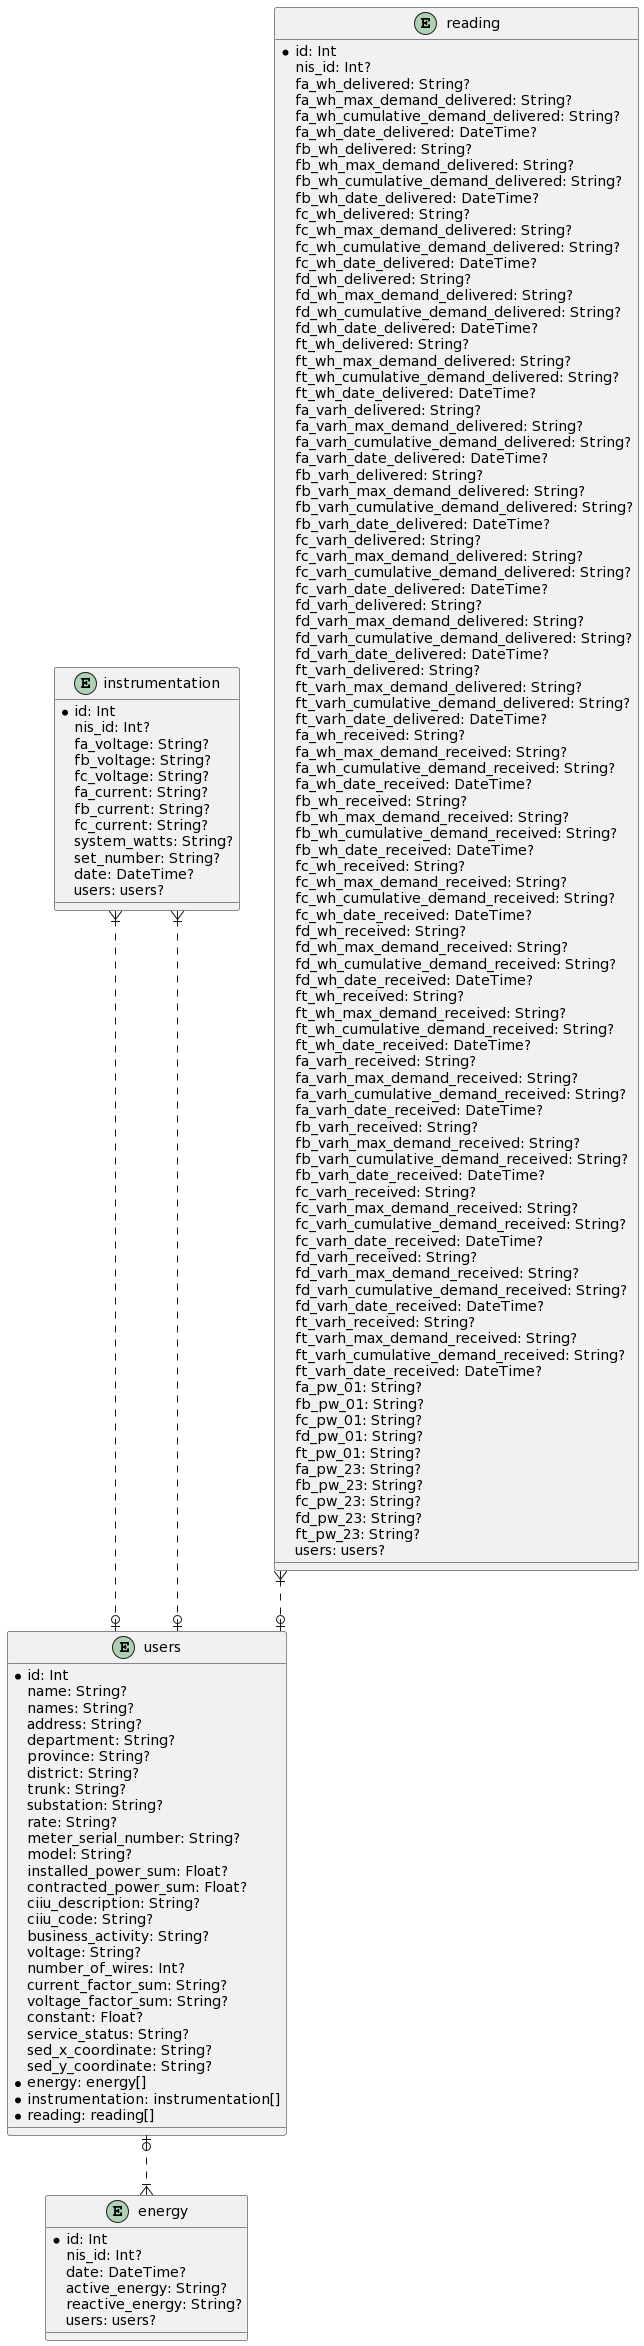 E reading
id: Int
nis_id: Int?
fa_wh_delivered: String?
fa_wh_max_demand_delivered: String?
fa_wh_cumulative_demand_delivered: String?
fa_wh_date_delivered: DateTime?
fb_wh_delivered: String?
fb_wh_max_demand_delivered: String?
fb_wh_cumulative_demand_delivered: String?
fb_wh_date_delivered: DateTime?
fc_wh_delivered: String?
fc_wh_max_demand_delivered: String?
fc_wh_cumulative_demand_delivered: String?
fc_wh_date_delivered: DateTime?
fd_wh_delivered: String?
fd_wh_max_demand_delivered: String?
fd_wh_cumulative_demand_delivered: String?
fd_wh_date_delivered: DateTime?
ft_wh_delivered: String?
ft_wh_max_demand_delivered: String?
ft_wh_cumulative_demand_delivered: String?
ft_wh_date_delivered: DateTime?
fa_varh_delivered: String?
fa_varh_max_demand_delivered: String?
fa_varh_cumulative_demand_delivered: String?
fa_varh_date_delivered: DateTime?
fb_varh_delivered: String?
fb_varh_max_demand_delivered: String?
fb_varh_cumulative_demand_delivered: String?
fb_varh_date_delivered: DateTime?
fc_varh_delivered: String?
fc_varh_max_demand_delivered: String?
fc_varh_cumulative_demand_delivered: String?
fc_varh_date_delivered: DateTime?
fd_varh_delivered: String?
fd_varh_max_demand_delivered: String?
fd_varh_cumulative_demand_delivered: String?
fd_varh_date_delivered: DateTime?
ft_varh_delivered: String?
ft_varh_max_demand_delivered: String?
ft_varh_cumulative_demand_delivered: String?
ft_varh_date_delivered: DateTime?
fa_wh_received: String?
fa_wh_max_demand_received: String?
fa_wh_cumulative_demand_received: String?
fa_wh_date_received: DateTime?
fb_wh_received: String?
fb_wh_max_demand_received: String?
fb_wh_cumulative_demand_received: String?
fb_wh_date_received: DateTime?
fc_wh_received: String?
fc_wh_max_demand_received: String?
fc_wh_cumulative_demand_received: String?
fc_wh_date_received: DateTime?
fd_wh_received: String?
fd_wh_max_demand_received: String?
fd_wh_cumulative_demand_received: String?
fd_wh_date_received: DateTime?
ft_wh_received: String?
ft_wh_max_demand_received: String?
ft_wh_cumulative_demand_received: String?
ft_wh_date_received: DateTime?
fa_varh_received: String?
fa_varh_max_demand_received: String?
fa_varh_cumulative_demand_received: String?
fa_varh_date_received: DateTime?
fb_varh_received: String?
fb_varh_max_demand_received: String?
fb_varh_cumulative_demand_received: String?
fb_varh_date_received: DateTime?
fc_varh_received: String?
fc_varh_max_demand_received: String?
fc_varh_cumulative_demand_received: String?
fc_varh_date_received: DateTime?
fd_varh_received: String?
fd_varh_max_demand_received: String?
fd_varh_cumulative_demand_received: String?
fd_varh_date_received: DateTime?
ft_varh_received: String?
ft_varh_max_demand_received: String?
ft_varh_cumulative_demand_received: String?
ft_varh_date_received: DateTime?
fa_pw_01: String?
fb_pw_01: String?
fc_pw_01: String?
fd_pw_01: String?
ft_pw_01: String?
fa_pw_23: String?
fb_pw_23: String?
fc_pw_23: String?
fd_pw_23: String?
ft_pw_23: String?
users: users?
E instrumentation
id: Int
nis_id: Int?
fa_voltage: String?
fb_voltage: String?
fc_voltage: String?
fa_current: String?
fb_current: String?
fc_current: String?
system_watts: String?
set_number: String?
date: DateTime?
users: users?
E users
id: Int
name: String?
names: String?
address: String?
department: String?
province: String?
district: String?
trunk: String?
substation: String?
rate: String?
meter_serial_number: String?
model: String?
installed_power_sum: Float?
contracted_power_sum: Float?
ciiu_description: String?
ciiu_code: String?
business_activity: String?
voltage: String?
number_of_wires: Int?
current_factor_sum: String?
voltage_factor_sum: String?
constant: Float?
service_status: String?
sed_x_coordinate: String?
sed_y_coordinate: String?
energy: energy[]
instrumentation: instrumentation[]
reading: reading[]
E energy
id: Int
nis_id: Int?
date: DateTime?
active_energy: String?
reactive_energy: String?
users: users?